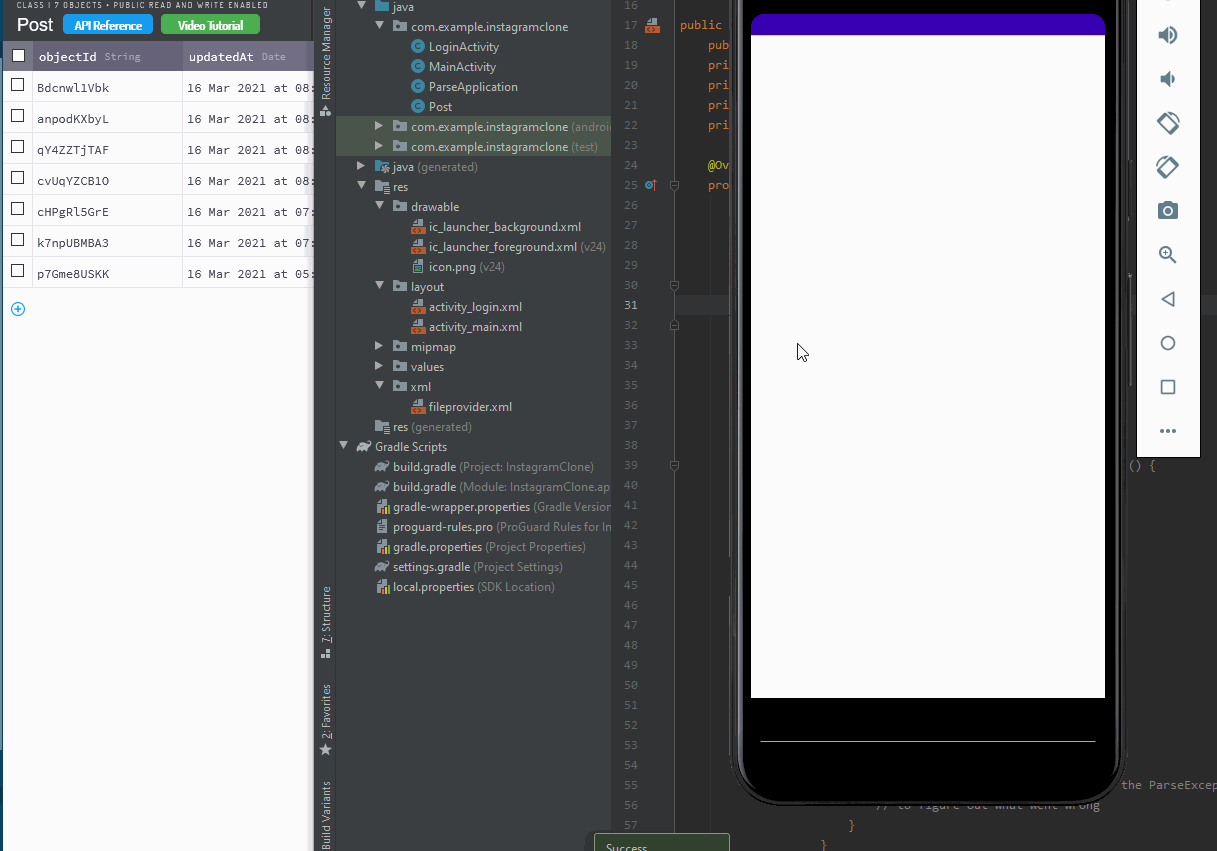 CLASS | 7 OBJECTS • PUBLIC READ AND WRITE ENABLED
Post API Reference Video Tutorial
objectId String updatedAt Date
Bdcnwl1Vbk 16 Mar 2021 at 08:
anpodKXbyL 16 Mar 2021 at 08:
qY4ZZTjTAF 16 Mar 2021 at 08:
cvUqYZCB1O 16 Mar 2021 at 08:
cHPgRl5GrE 16 Mar 2021 at 07:
k7npUBMBA3 16 Mar 2021 at 07:
p7Gme8USKK 16 Mar 2021 at 05:
Resource Manager
7: Structure
2: Favorites
Build Variants
java
com.example.instagramclone
LoginActivity
MainActivity
ParseApplication
Post
com.example.instagramclone (androi
com.example.instagramclone (test)
java (generated)
res
drawable
ic_launcher_background.xml
ic_launcher_foreground.xml (v24)
icon.png (v24)
layout
activity_login.xml
activity_main.xml
mipmap
values
xml
fileprovider.xml
res (generated)
Gradle Scripts
build.gradle (Project: InstagramClone)
build.gradle (Module: InstagramClone.ap
gradle-wrapper.properties (Gradle Version
proguard-rules.pro (ProGuard Rules for In
gradle.properties (Project Properties)
settings.gradle (Project Settings)
local.properties (SDK Location)
16
17 public
18 pub
19 pri
20 pri
21 pri
22 pri
23
24 @Ov
25 pro
26
27
28
29
30
31
32
33
34
35
36
37
38
39 () {
40
41
42
43
44
45
46
47
48
49
50
51
52
53
54
55 the ParseExcep
56 // to figure out what went wrong
57 }
}
Success